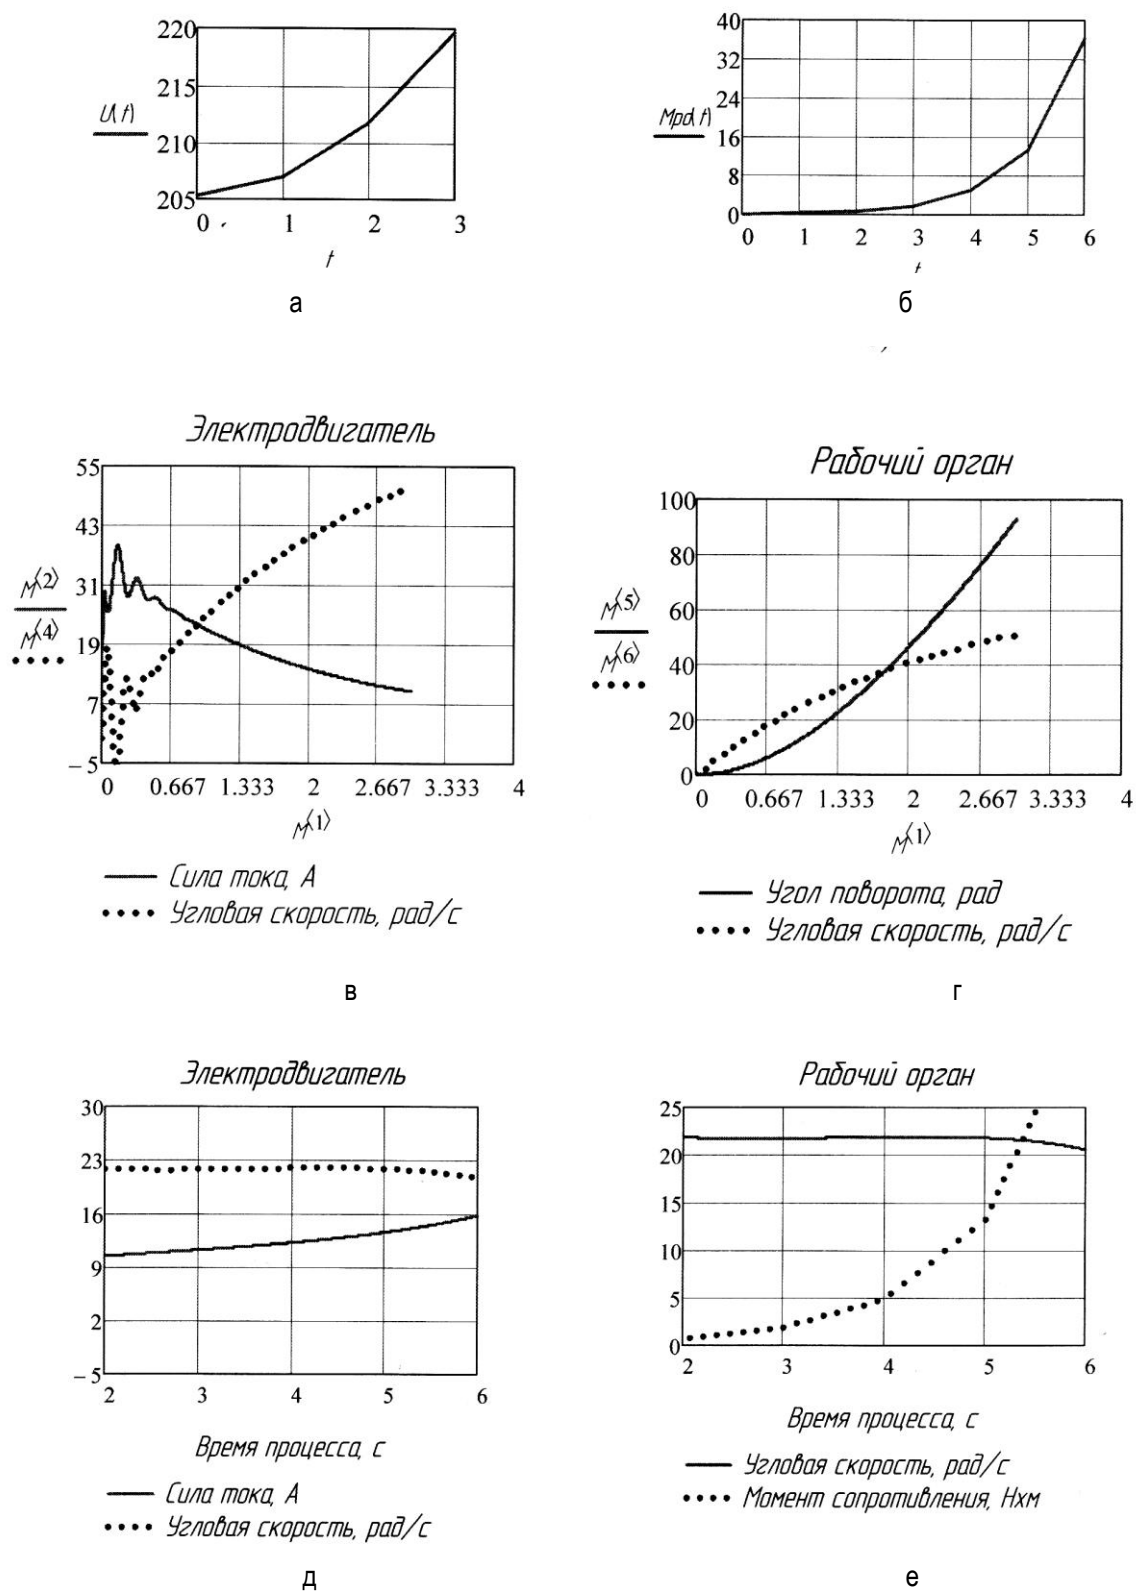 220
215
U(t)
210
205
0 1 2 3
t
а
40
32
24
Mpd(t)
16
8
0
0 1 2 3 4 5 6
t
б
Электродвигатель
55
43
31
M⟨2⟩
M⟨4⟩
19
7
−5
0 0.667 1.333 2 2.667 3.333 4
M⟨1⟩
Сила тока, А
Угловая скорость, рад/с
в
Рабочий орган
100
80
60
M⟨5⟩
M⟨6⟩
40
20
0
0 0.667 1.333 2 2.667 3.333 4
M⟨1⟩
Угол поворота, рад
Угловая скорость, рад/с
г
Электродвигатель
30
23
16
9
2
−5
2 3 4 5 6
Время процесса, с
Сила тока, А
Угловая скорость, рад/с
д
Рабочий орган
25
20
15
10
5
0
2 3 4 5 6
Время процесса, с
Угловая скорость, рад/с
Момент сопротивления, Нхм
е